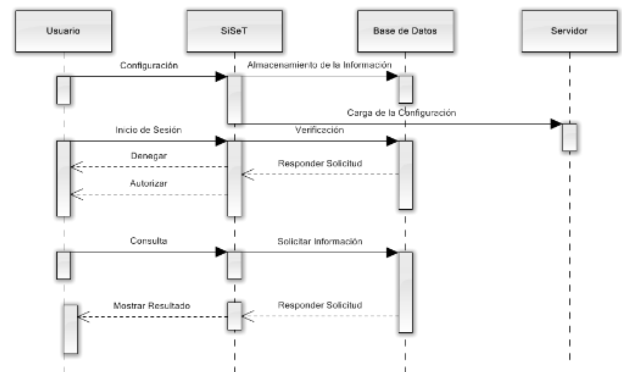 Usuario
SiSeT
Base de Datos
Servidor
Configuración
Almacenamiento de la Información
Carga de la Configuración
Inicio de Sesión
Verificación
Denegar
Responder Solicitud
Autorizar
Consulta
Solicitar Información
Mostrar Resultado
Responder Solicitud